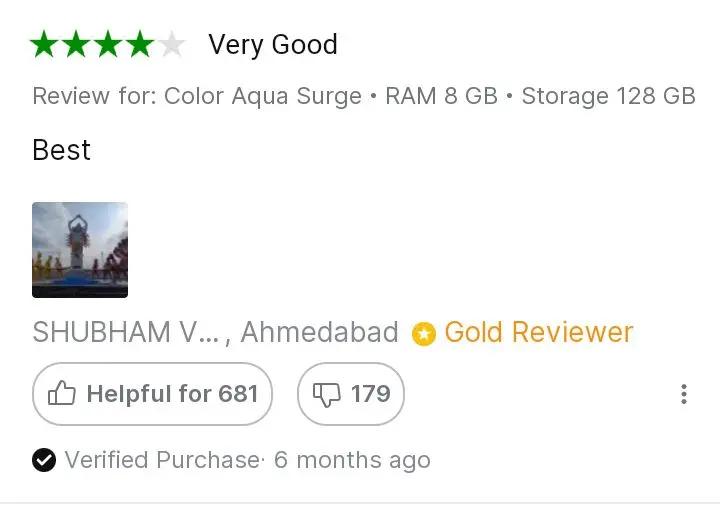 Very Good
Review for: Color Aqua Surge • RAM 8 GB • Storage 128 GB
Best
SHUBHAM V... , Ahmedabad Gold Reviewer
Helpful for 681 179
Verified Purchase· 6 months ago